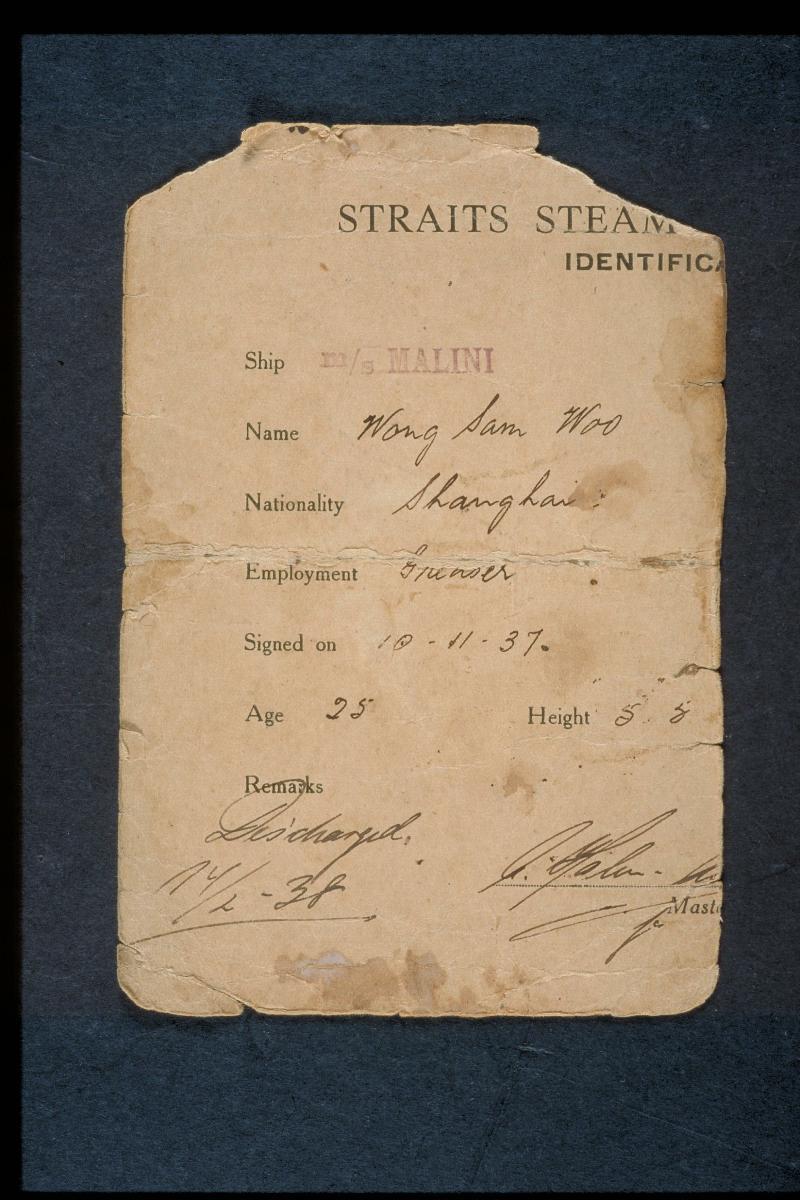 STRAITS STEAM
IDENTIFICA
Ship m/s MALINI
Name Wong Sam Woo
Nationality Shanghai
Employment Greaser
Signed on 10-11-37.
Age 25 Height 5' 5"
Remarks
Discharged.
14/2-38
Maste